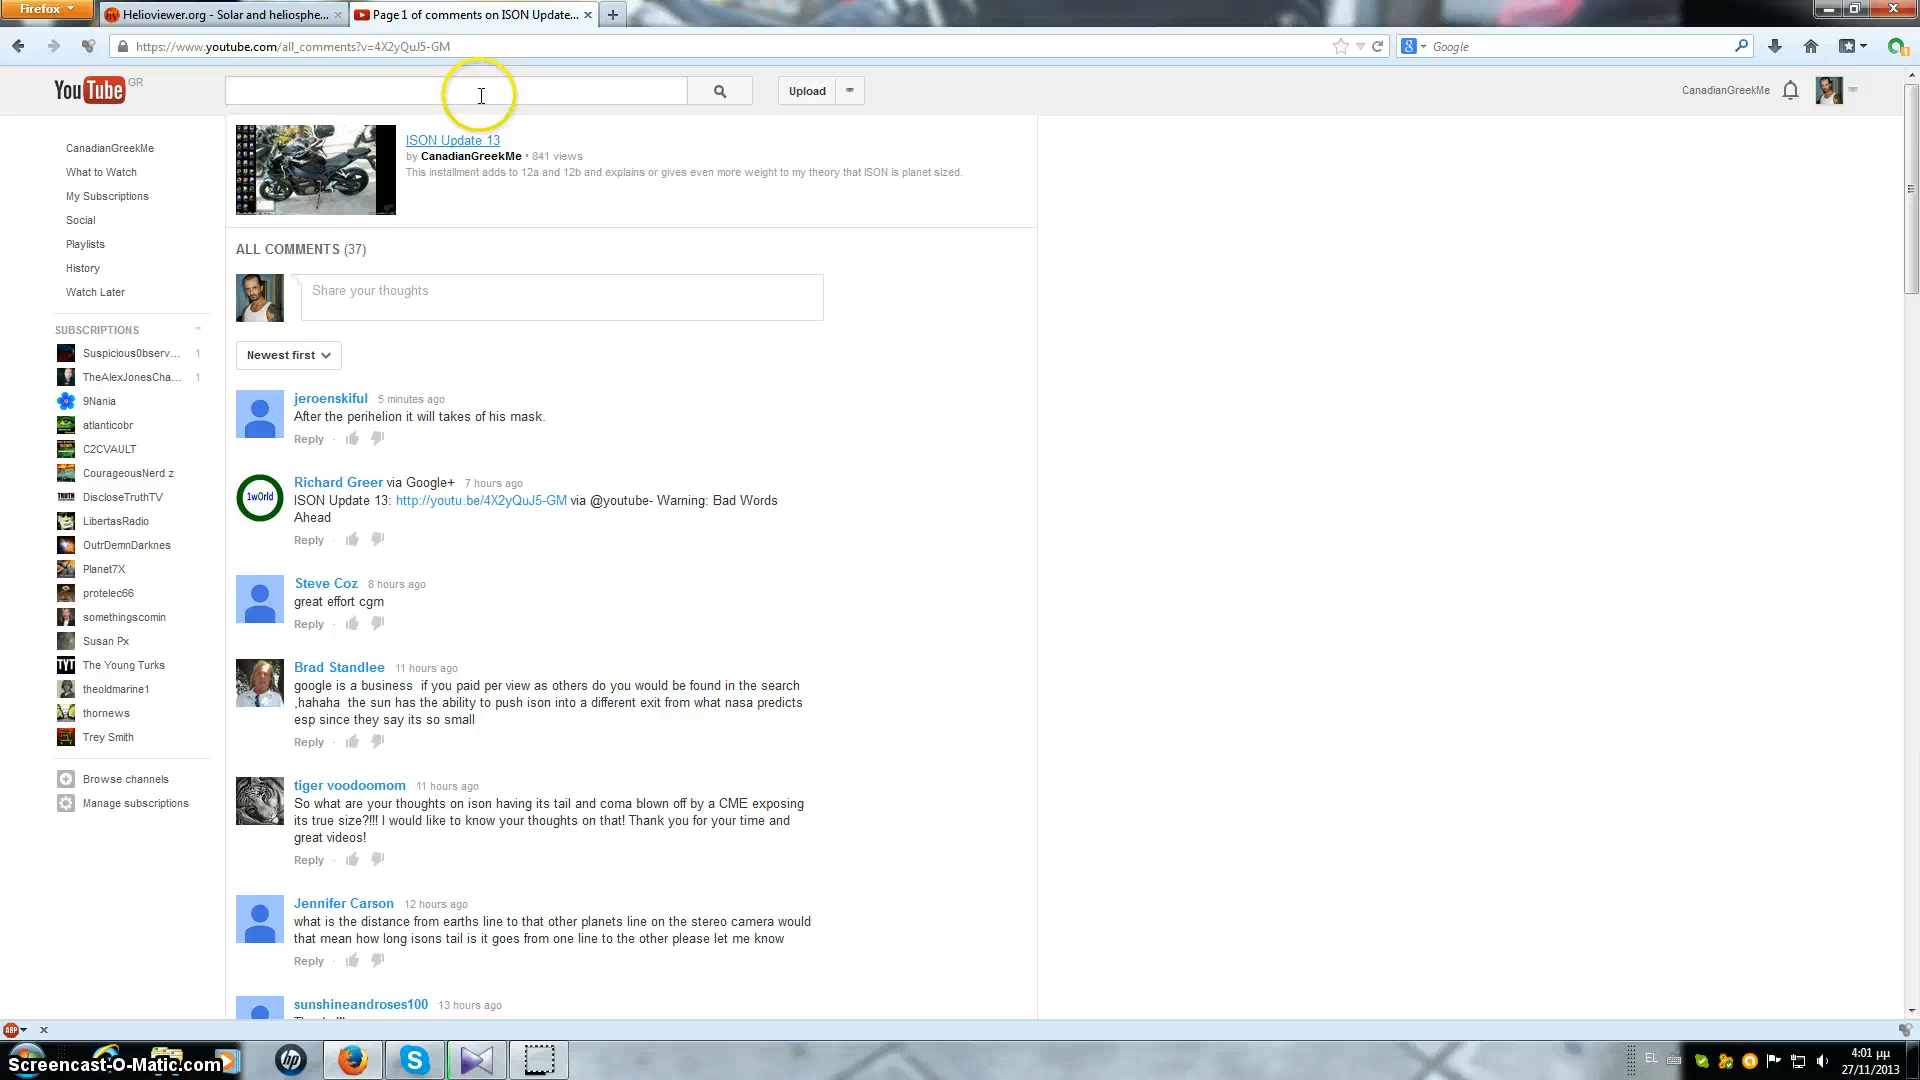 Firefox
Helioviewer.org - Solar and heliosphe...
Page 1 of comments on ISON Update...
https://www.youtube.com/all_comments?v=4X2yQuJ5-GM
Google
YouTube GR
Upload
CanadianGreekMe
CanadianGreekMe
What to Watch
My Subscriptions
Social
Playlists
History
Watch Later
SUBSCRIPTIONS
Suspicious0bserv... 1
TheAlexJonesCha... 1
9Nania
atlanticobr
C2CVAULT
CourageousNerd z
DiscloseTruthTV
LibertasRadio
OutrDemnDarknes
Planet7X
protelec66
somethingscomin
Susan Px
The Young Turks
theoldmarine1
thornews
Trey Smith
Browse channels
Manage subscriptions
ISON Update 13
by CanadianGreekMe • 841 views
This installment adds to 12a and 12b and explains or gives even more weight to my theory that ISON is planet sized.
ALL COMMENTS (37)
Share your thoughts
Newest first
jeroenskiful 5 minutes ago
After the perihelion it will takes of his mask.
Reply
1w0rld
Richard Greer via Google+ 7 hours ago
ISON Update 13: http://youtu.be/4X2yQuJ5-GM via @youtube- Warning: Bad Words
Ahead
Reply
Steve Coz 8 hours ago
great effort cgm
Reply
Brad Standlee 11 hours ago
google is a business if you paid per view as others do you would be found in the search
,hahaha the sun has the ability to push ison into a different exit from what nasa predicts
esp since they say its so small
Reply
tiger voodoomom 11 hours ago
So what are your thoughts on ison having its tail and coma blown off by a CME exposing
its true size?!!! I would like to know your thoughts on that! Thank you for your time and
great videos!
Reply
Jennifer Carson 12 hours ago
what is the distance from earths line to that other planets line on the stereo camera would
that mean how long isons tail is it goes from one line to the other please let me know
Reply
sunshineandroses100 13 hours ago
ABP
Screencast-O-Matic.com
EL
4:01 μμ
27/11/2013